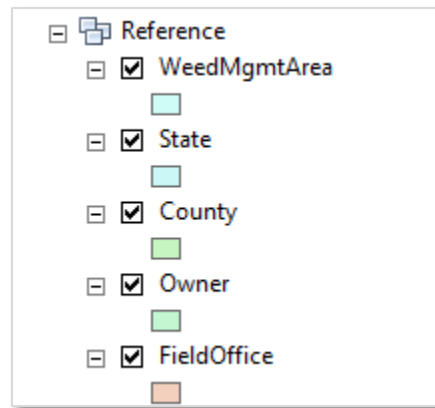 Reference
WeedMgmtArea
State
County
Owner
FieldOffice